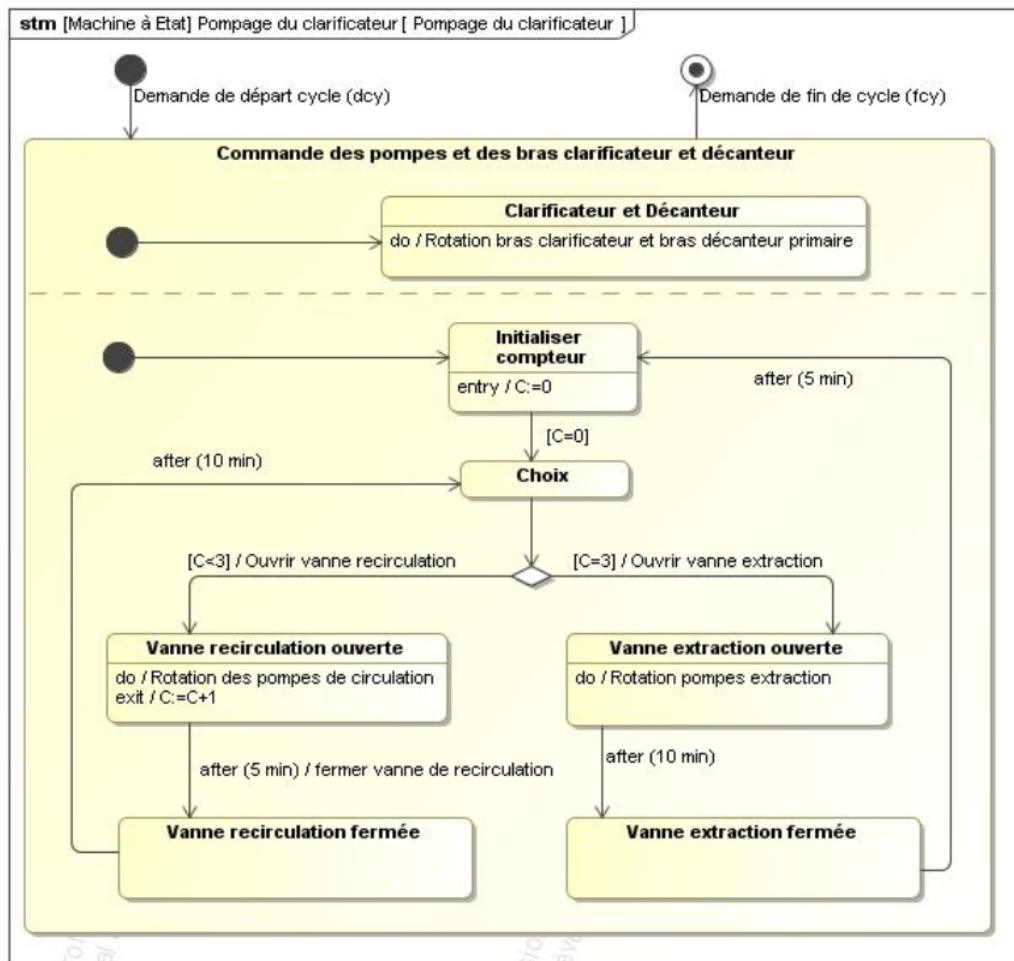 stm [Machine à Etat] Pompage du clarificateur [ Pompage du clarificateur ]
Demande de départ cycle (dcy)
Demande de fin de cycle (fcy)
Commande des pompes et des bras clarificateur et décanteur
Clarificateur et Décanteur
do / Rotation bras clarificateur et bras décanteur primaire
Initialiser
compteur
entry / C:=0
after (5 min)
[C=0]
after (10 min)
Choix
[C<3] / Ouvrir vanne recirculation
[C=3] / Ouvrir vanne extraction
Vanne recirculation ouverte
do / Rotation des pompes de circulation
exit / C:=C+1
Vanne extraction ouverte
do / Rotation pompes extraction
after (5 min) / fermer vanne de recirculation
after (10 min)
Vanne recirculation fermée
Vanne extraction fermée